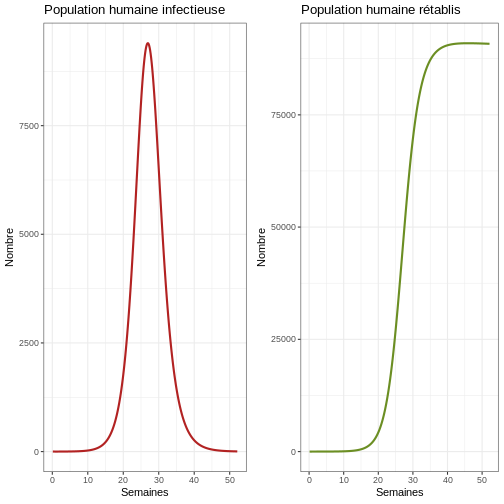 Population humaine infectieuse
Nombre
7500
5000
2500
0
0 10 20 30 40 50
Semaines
Population humaine rétablis
Nombre
75000
50000
25000
0
0 10 20 30 40 50
Semaines